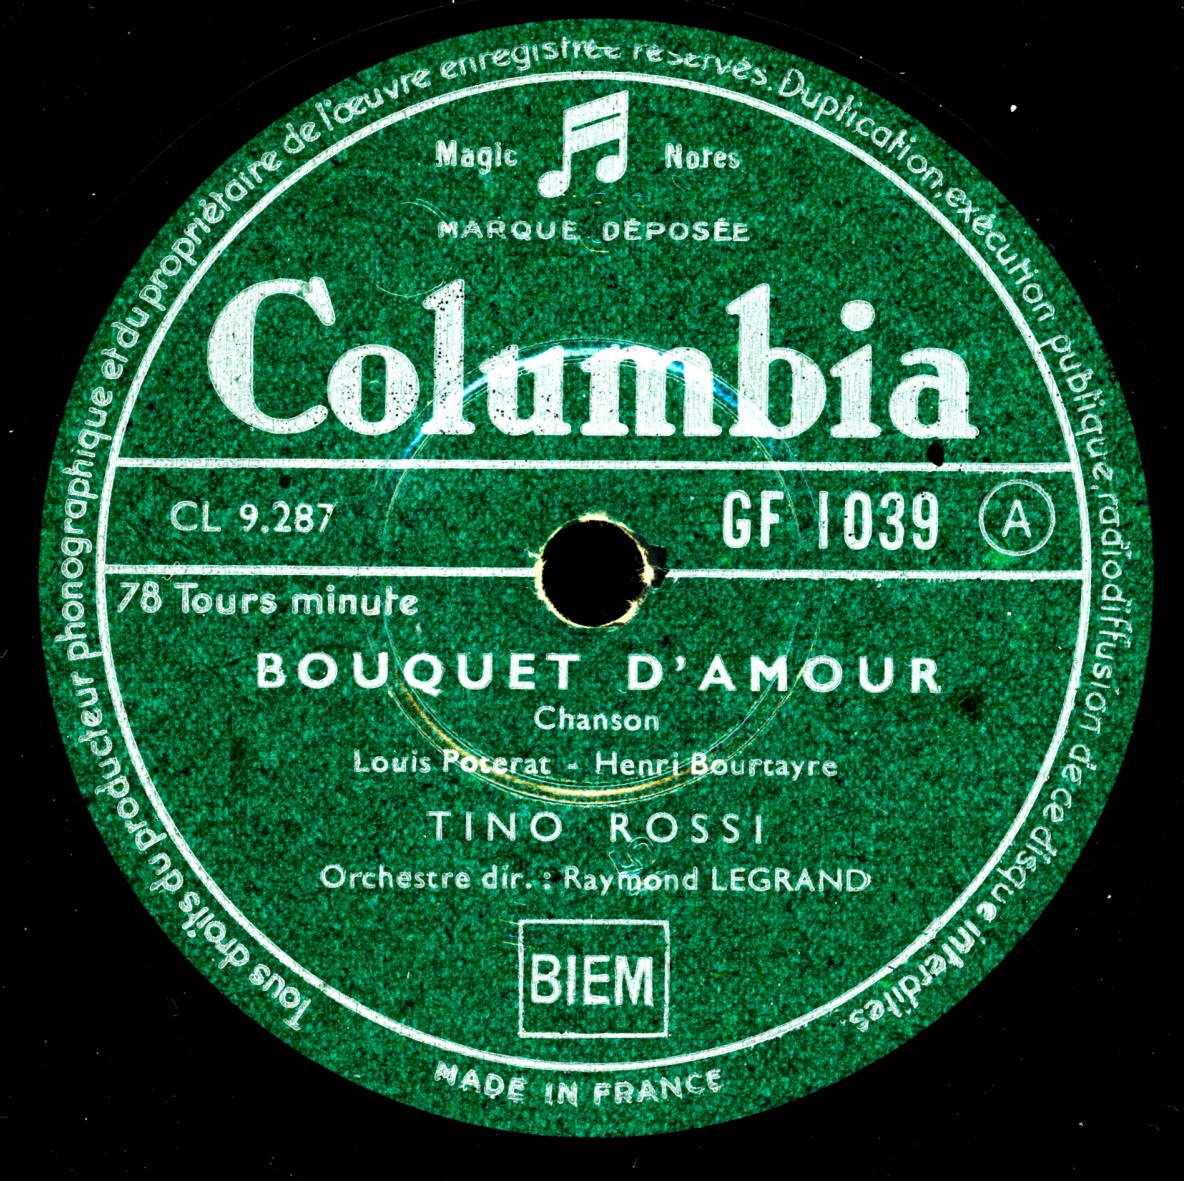 Tous droits du producteur phonographique et du propriétaire de l'œuvre enregistrée réservés. Duplication, exécution publique, radiodiffusion de ce disque interdites.
Magic Notes
MARQUE DÉPOSÉE
Columbia
CL 9.287 GF 1039 A
78 Tours minute
BOUQUET D'AMOUR
Chanson
Louis Poterat - Henri Bourtayre
TINO ROSSI
Orchestre dir. : Raymond LEGRAND
BIEM
MADE IN FRANCE